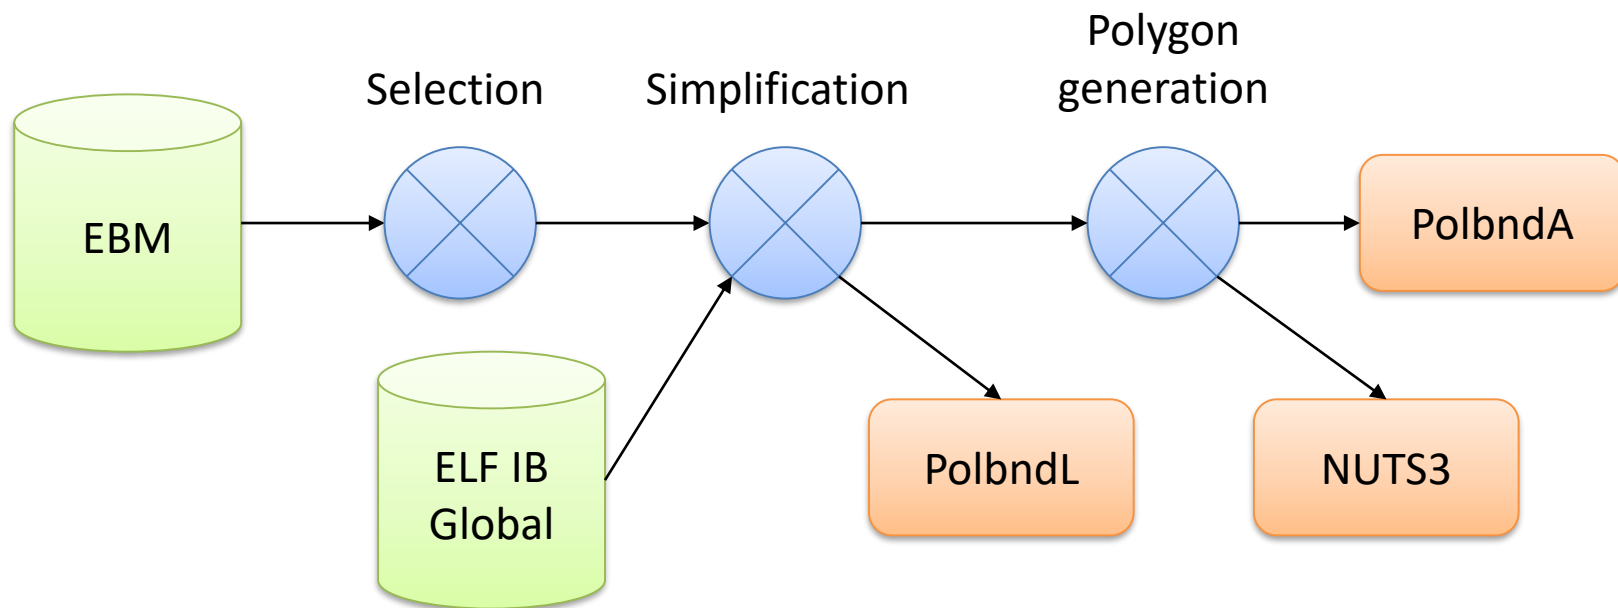 Selection
Simplification
Polygon
generation
EBM
PolbndA
ELF IB
Global
PolbndL
NUTS3